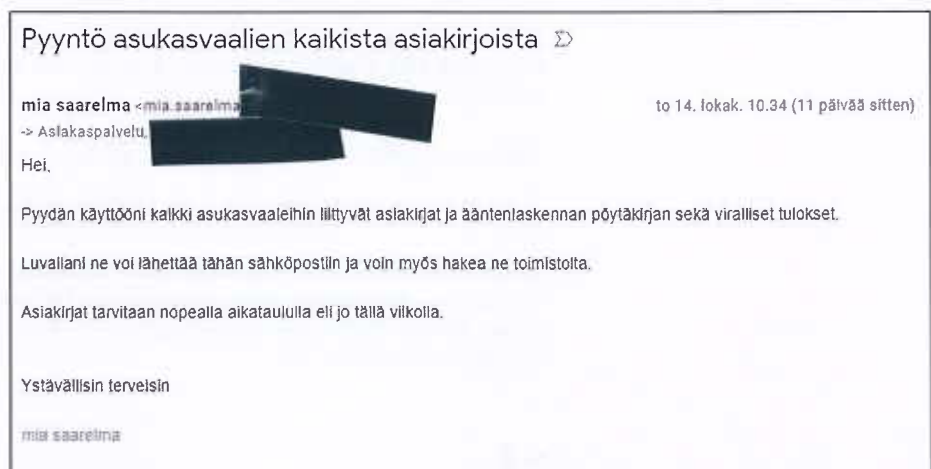 Pyyntö asukasvaalien kaikista asiakirjoista
mia saarelma <mia.saarelma
to 14. lokak. 10.34 (11 päivää sitten)
-> Asiakaspalvelu,
Hei,
Pyydän käyttööni kaikki asukasvaaleihin liittyvät asiakirjat ja ääntenlaskennan pöytäkirjan sekä viralliset tulokset.
Luvallani ne voi lähettää tähän sähköpostiin ja voin myös hakea ne toimistolta.
Asiakirjat tarvitaan nopealla aikataululla eli jo tällä viikolla.
Ystävällisin terveisin
mia saarelma